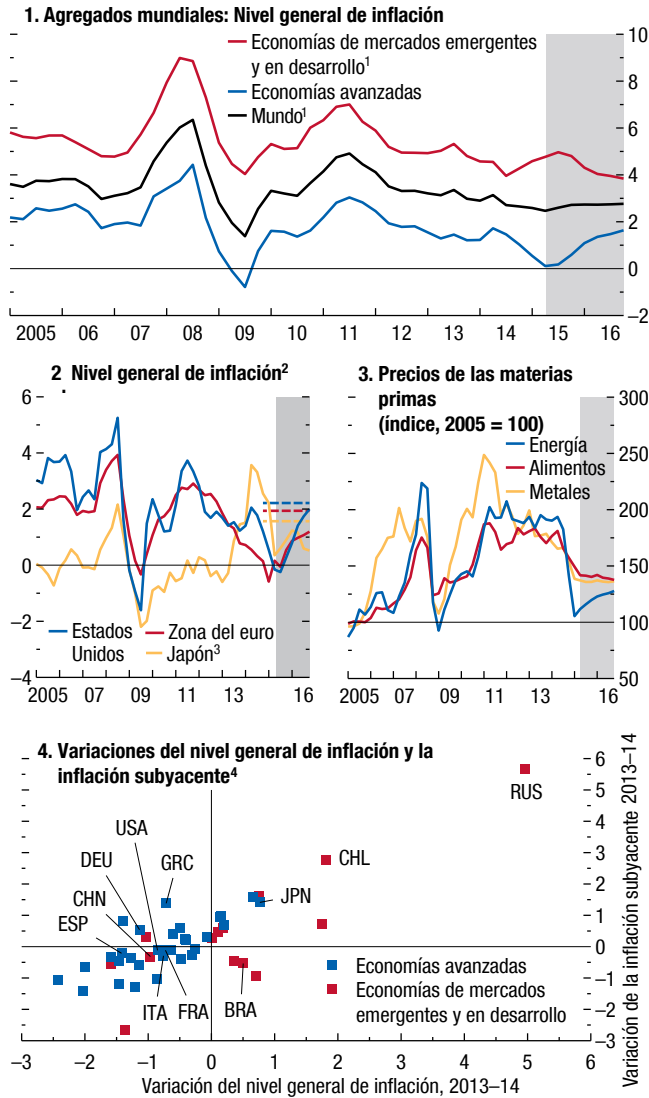 1. Agregados mundiales: Nivel general de inflación
Economías de mercados emergentes
y en desarrollo¹
Economías avanzadas
Mundo¹
10
8
6
4
2
0
−2
2005 06 07 08 09 10 11 12 13 14 15 16
2 Nivel general de inflación²
6
4
2
0
−2
−4
Estados
Unidos
Zona del euro
Japón³
2005 07 09 11 13 14 16
3. Precios de las materias
primas
(índice, 2005 = 100)
Energía
Alimentos
Metales
300
250
200
150
100
50
2005 07 09 11 13 14 16
4. Variaciones del nivel general de inflación y la
inflación subyacente⁴
6
5
4
3
2
1
0
−1
−2
−3
RUS
CHL
JPN
USA
DEU
GRC
CHN
ESP
ITA
FRA
BRA
Economías avanzadas
Economías de mercados
emergentes y en desarrollo
−3 −2 −1 0 1 2 3 4 5 6
Variación del nivel general de inflación, 2013–14
Variación de la inflación subyacente 2013–14